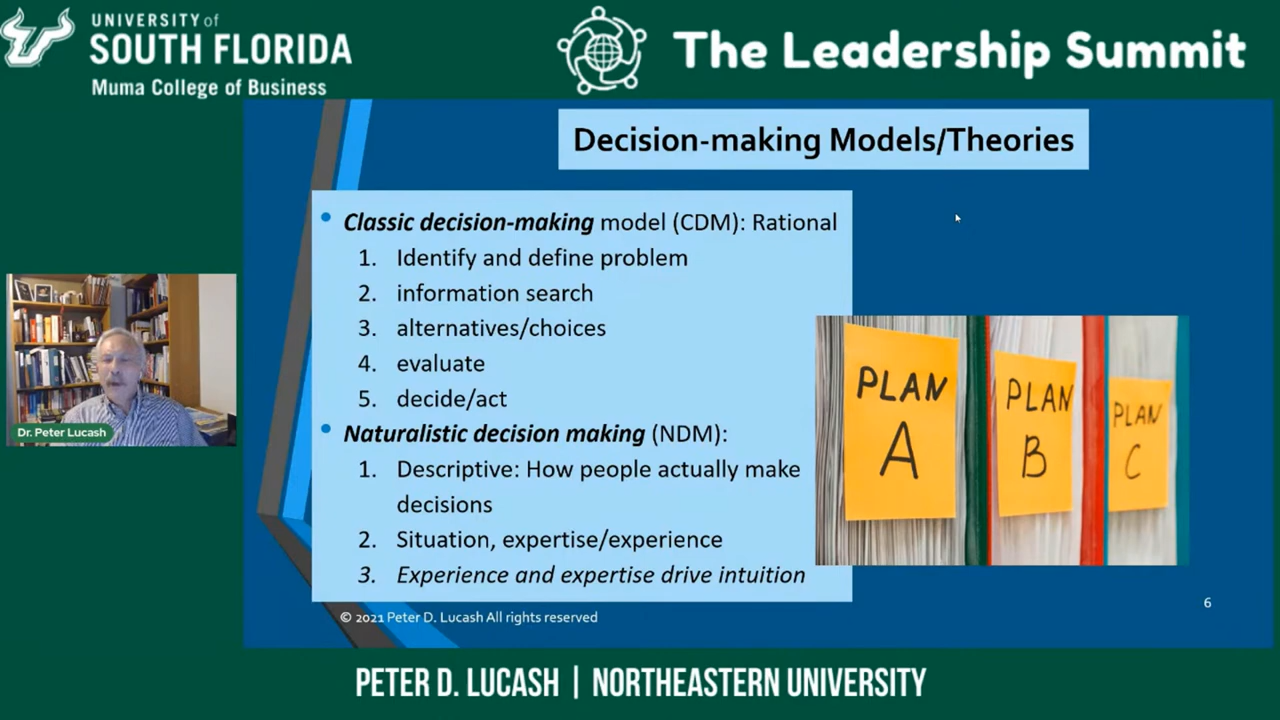 UNIVERSITY of
SOUTH FLORIDA
Muma College of Business
The Leadership Summit
Decision-making Models/Theories
• Classic decision-making model (CDM): Rational
1. Identify and define problem
2. information search
3. alternatives/choices
4. evaluate
5. decide/act
• Naturalistic decision making (NDM):
1. Descriptive: How people actually make
decisions
2. Situation, expertise/experience
3. Experience and expertise drive intuition
PLAN
A
PLAN
B
PLAN
C
Dr. Peter Lucash
© 2021 Peter D. Lucash All rights reserved
6
PETER D. LUCASH | NORTHEASTERN UNIVERSITY